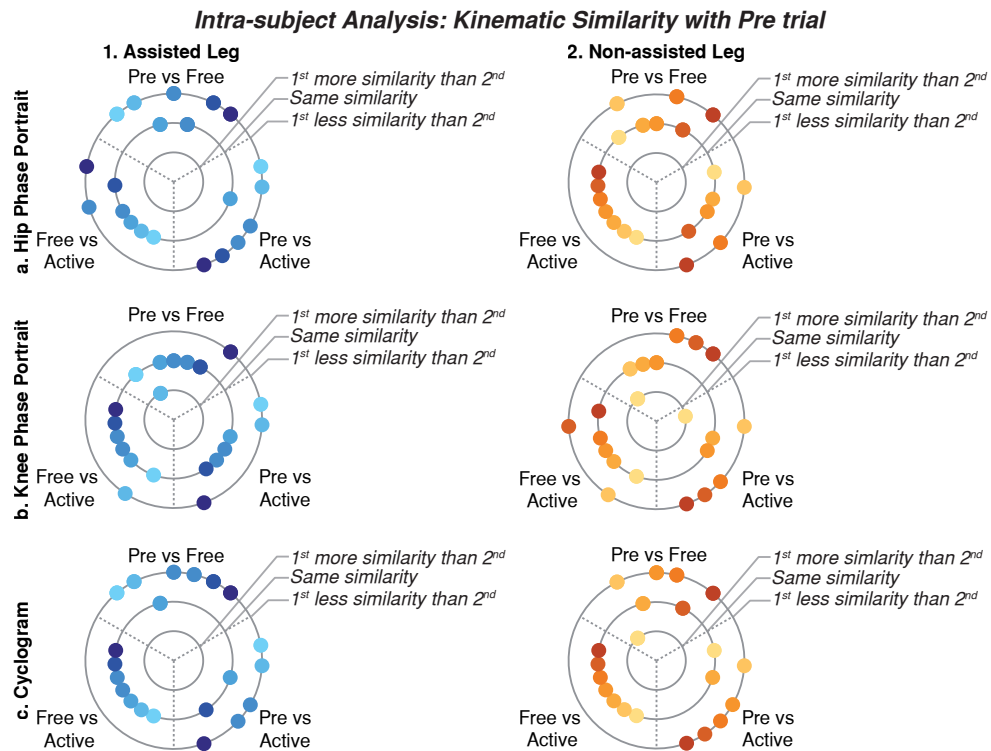 Intra-subject Analysis: Kinematic Similarity with Pre trial
1. Assisted Leg
2. Non-assisted Leg
a. Hip Phase Portrait
Pre vs Free
1st more similarity than 2nd
Same similarity
1st less similarity than 2nd
Free vs
Active
Pre vs
Active
Pre vs Free
1st more similarity than 2nd
Same similarity
1st less similarity than 2nd
Free vs
Active
Pre vs
Active
b. Knee Phase Portrait
Pre vs Free
1st more similarity than 2nd
Same similarity
1st less similarity than 2nd
Free vs
Active
Pre vs
Active
Pre vs Free
1st more similarity than 2nd
Same similarity
1st less similarity than 2nd
Free vs
Active
Pre vs
Active
c. Cyclogram
Pre vs Free
1st more similarity than 2nd
Same similarity
1st less similarity than 2nd
Free vs
Active
Pre vs
Active
Pre vs Free
1st more similarity than 2nd
Same similarity
1st less similarity than 2nd
Free vs
Active
Pre vs
Active